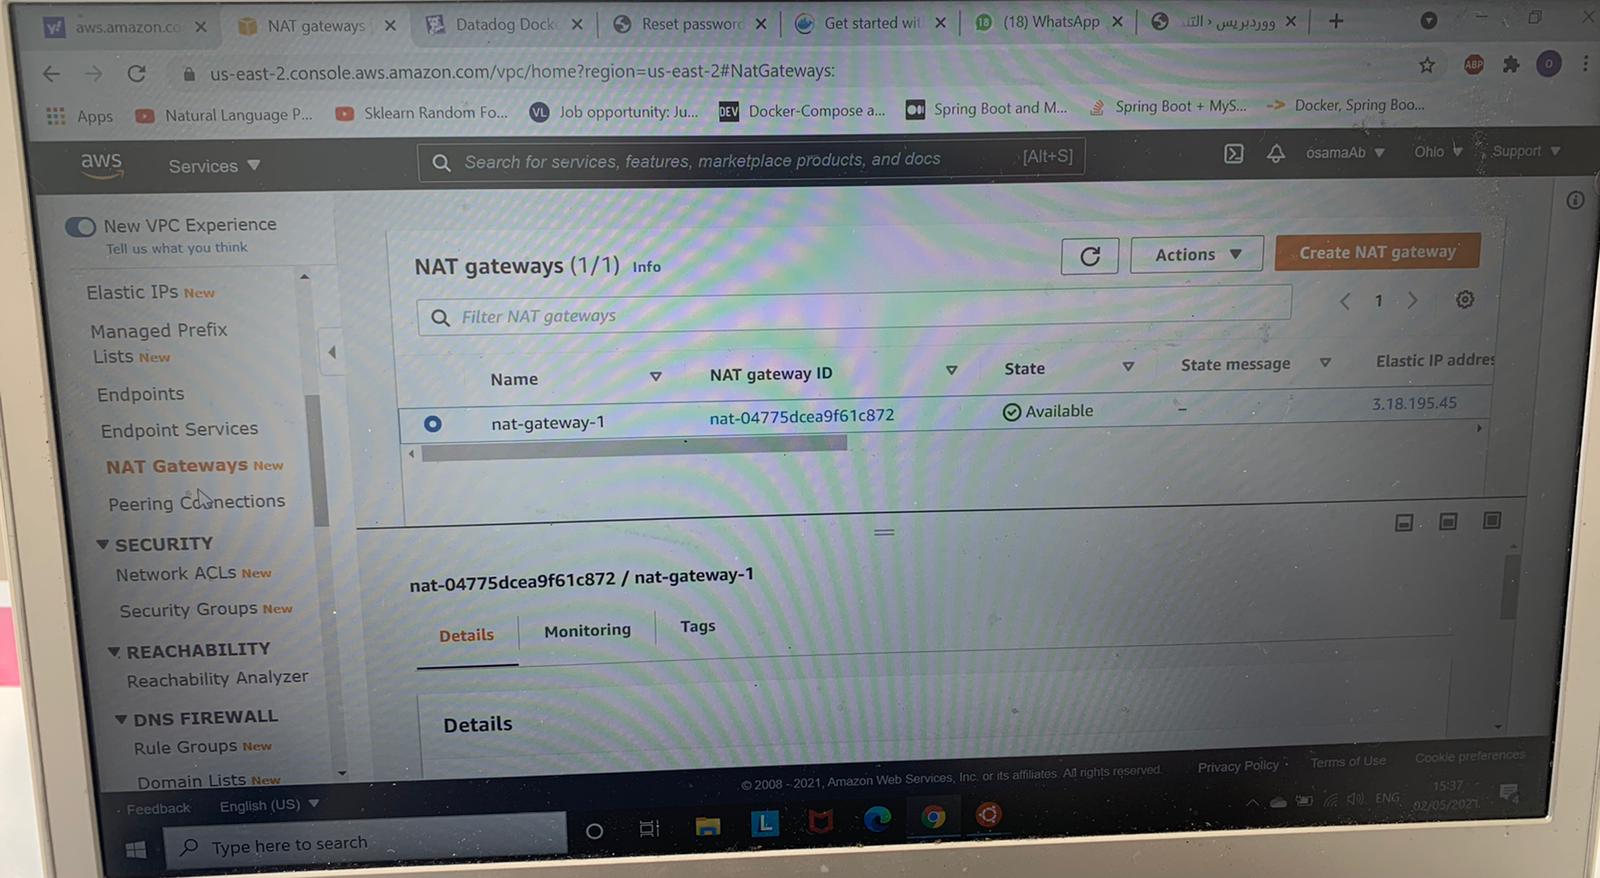 aws.amazon.co
NAT gateways
Datadog Dock
Reset password
Get started wit
18
(18) WhatsApp
ووردبريس › التد
us-east-2.console.aws.amazon.com/vpc/home?region=us-east-2#NatGateways:
ABP
O
Apps
Natural Language P...
Sklearn Random Fo...
VL
Job opportunity: Ju...
DEV
Docker-Compose a...
Spring Boot and M...
Spring Boot + MyS...
Docker, Spring Boo...
aws
Services
Search for services, features, marketplace products, and docs
[Alt+S]
osamaAb
Ohio
Support
New VPC Experience
Tell us what you think
Elastic IPs New
Managed Prefix
Lists New
Endpoints
Endpoint Services
NAT Gateways New
Peering Connections
SECURITY
Network ACLs New
Security Groups New
REACHABILITY
Reachability Analyzer
DNS FIREWALL
Rule Groups New
Domain Lists New
NAT gateways (1/1) Info
Actions
Create NAT gateway
Filter NAT gateways
1
Name
NAT gateway ID
State
State message
Elastic IP addres
nat-gateway-1
nat-04775dcea9f61c872
Available
–
3.18.195.45
nat-04775dcea9f61c872 / nat-gateway-1
Details
Monitoring
Tags
Details
Feedback
English (US)
© 2008 - 2021, Amazon Web Services, Inc. or its affiliates. All rights reserved.
Privacy Policy
Terms of Use
Cookie preferences
Type here to search
L
ENG
15:37
02/05/2021
4